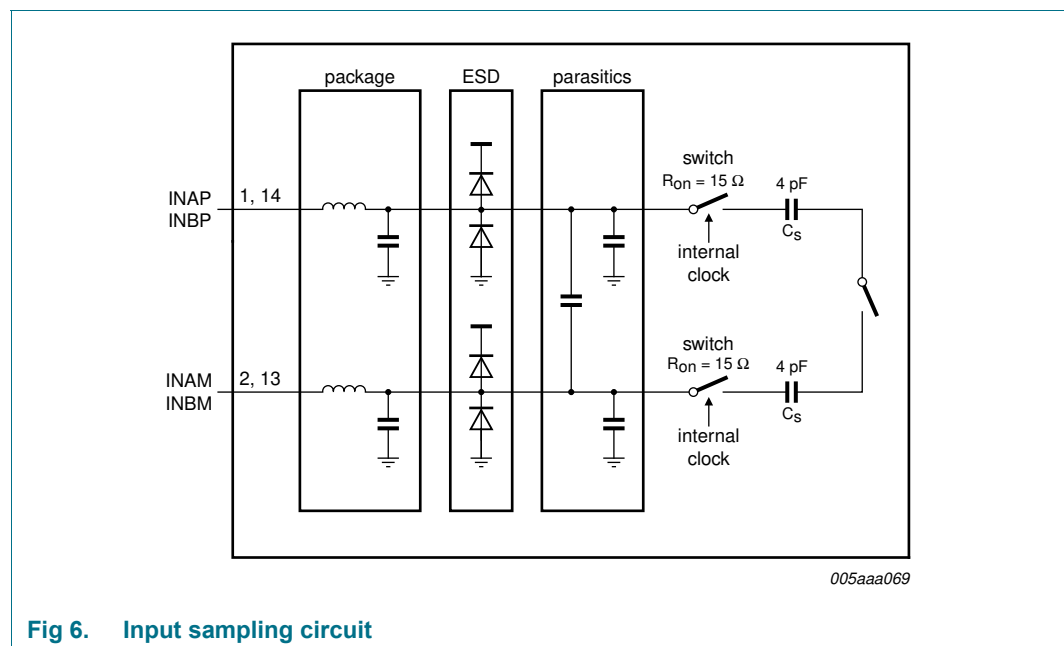 package
ESD
parasitics
switch
Ron = 15 Ω
4 pF
INAP
INBP
1, 14
internal
clock
Cs
switch
Ron = 15 Ω
4 pF
INAM
INBM
2, 13
internal
clock
Cs
005aaa069
Fig 6. Input sampling circuit